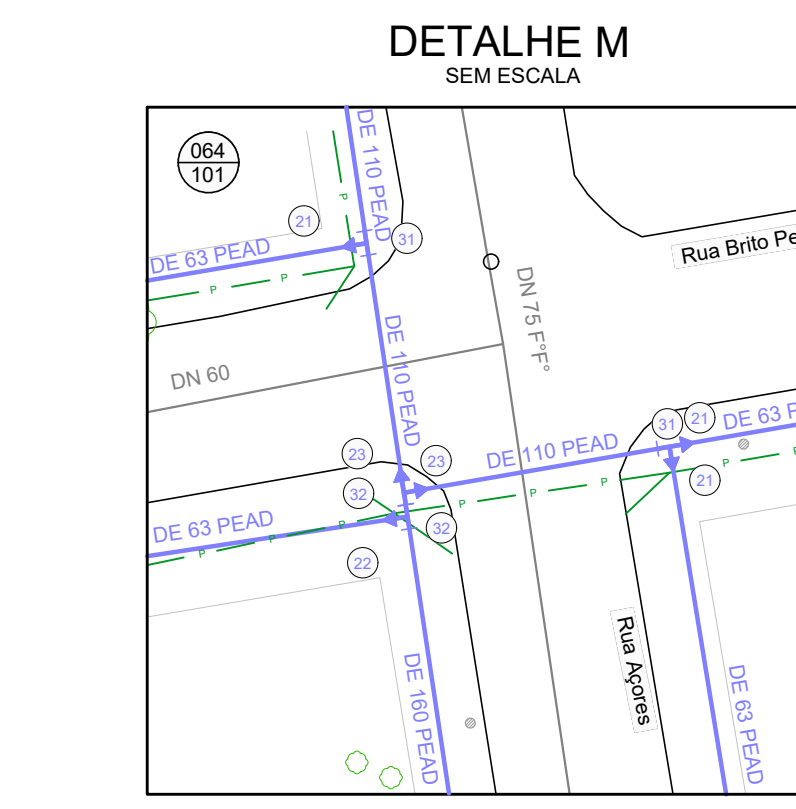 DETALHE M
SEM ESCALA
064
101
DE 110 PEAD
P
21
31
DE 63 PEAD
P
P
Rua Brito Pe
DN 75 FºFº
DE 110 PEAD
DN 60
31
21
DE 63 P
23
23
DE 110 PEAD
P
21
32
P
P
P
32
DE 63 PEAD
P
P
P
22
Rua Açores
DE 160 PEAD
DE 63 PEAD